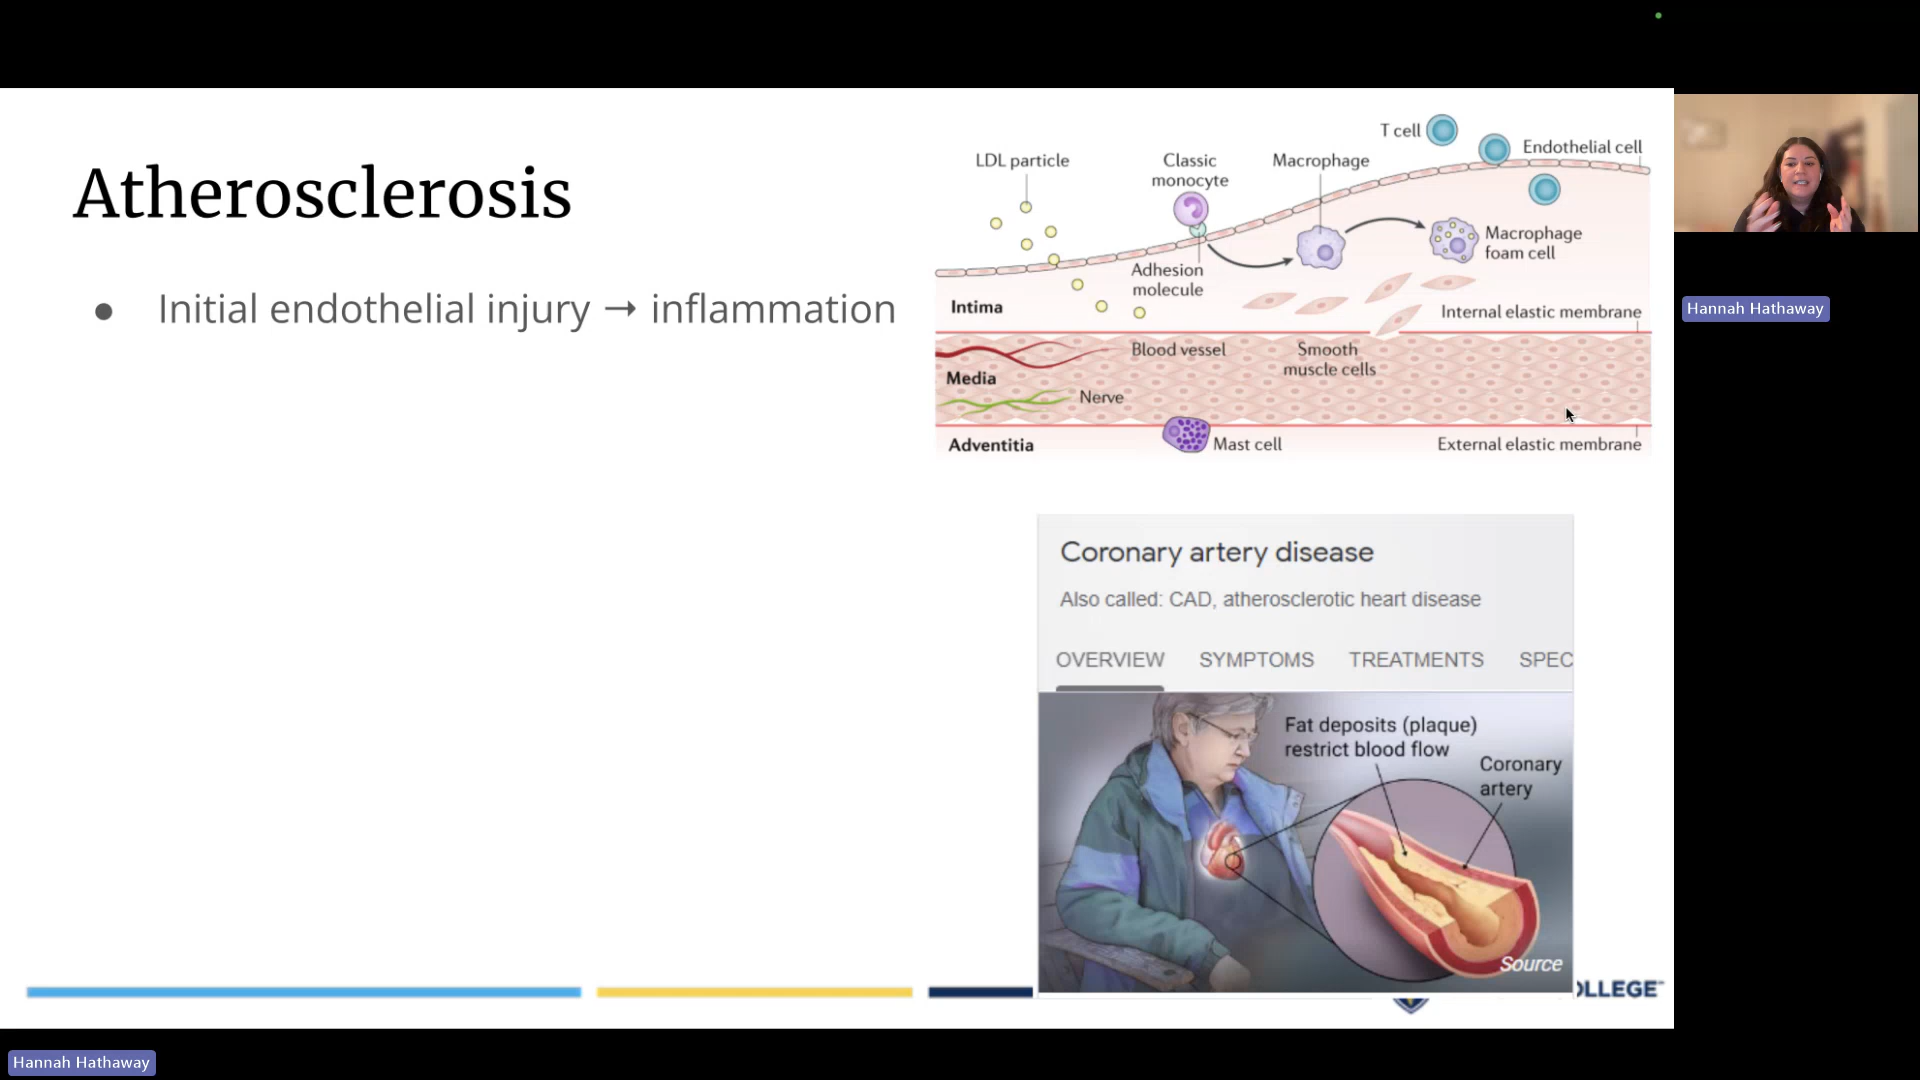 Atherosclerosis
● Initial endothelial injury → inflammation
T cell
LDL particle
Classic
monocyte
Macrophage
Endothelial cell
Macrophage
foam cell
Adhesion
molecule
Intima
Internal elastic membrane
Blood vessel
Smooth
muscle cells
Media
Nerve
Adventitia
Mast cell
External elastic membrane
Coronary artery disease
Also called: CAD, atherosclerotic heart disease
OVERVIEW SYMPTOMS TREATMENTS SPEC
Fat deposits (plaque)
restrict blood flow
Coronary
artery
Source
OLLEGE
Hannah Hathaway
Hannah Hathaway